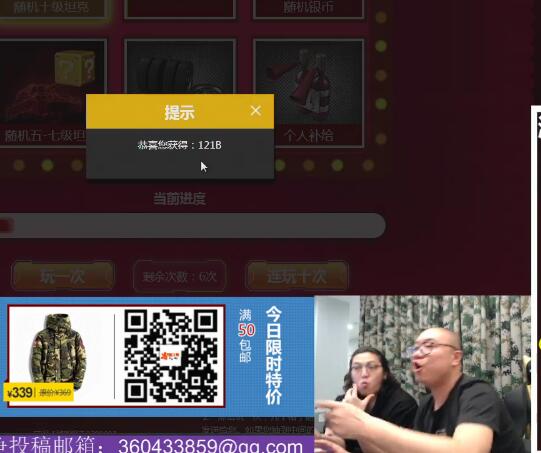 随机十级坦克
随机银币
提示
恭喜您获得：121B
随机五-七级坦
个人补给
当前进度
玩一次
剩余次数：6次
连玩十次
¥339
原价¥369
满50包邮
今日限时特价
投稿邮箱：360433859@qq.com